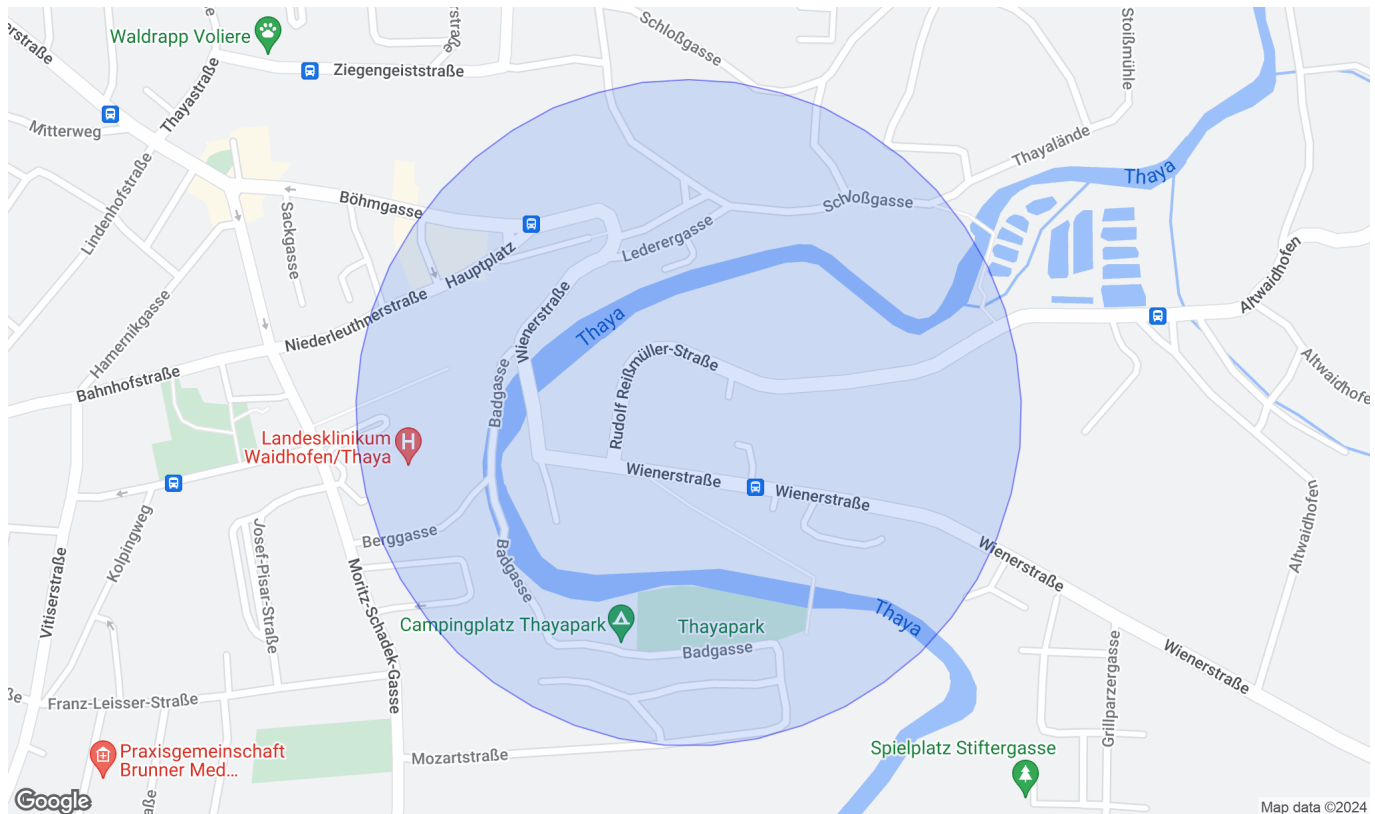 Waldrapp Voliere
Ziegengeiststraße
Schloßgasse
Stoißmühle
Thayastraße
Mitterweg
Thayalände
Thaya
Lindenhofstraße
Böhmgasse
Sackgasse
Schloßgasse
Lederergasse
Hauptplatz
Altwaidhofen
Niederleuthnerstraße
Wienerstraße
Thaya
Hamernikgasse
Rudolf Reißmüller-Straße
Bahnhofstraße
Badgasse
Altwaidhofe
Landesklinikum
Waidhofen/Thaya
Wienerstraße
Wienerstraße
Kolpingweg
Josef-Pisar-Straße
Berggasse
Badgasse
Wienerstraße
Altwaidhofen
Vitiserstraße
Moritz-Schadek-Gasse
Campingplatz Thayapark
Thayapark
Thaya
Badgasse
Wienerstraße
Grillparzergasse
Franz-Leisser-Straße
Praxisgemeinschaft
Brunner Med...
Mozartstraße
Spielplatz Stiftergasse
Google
Map data ©2024